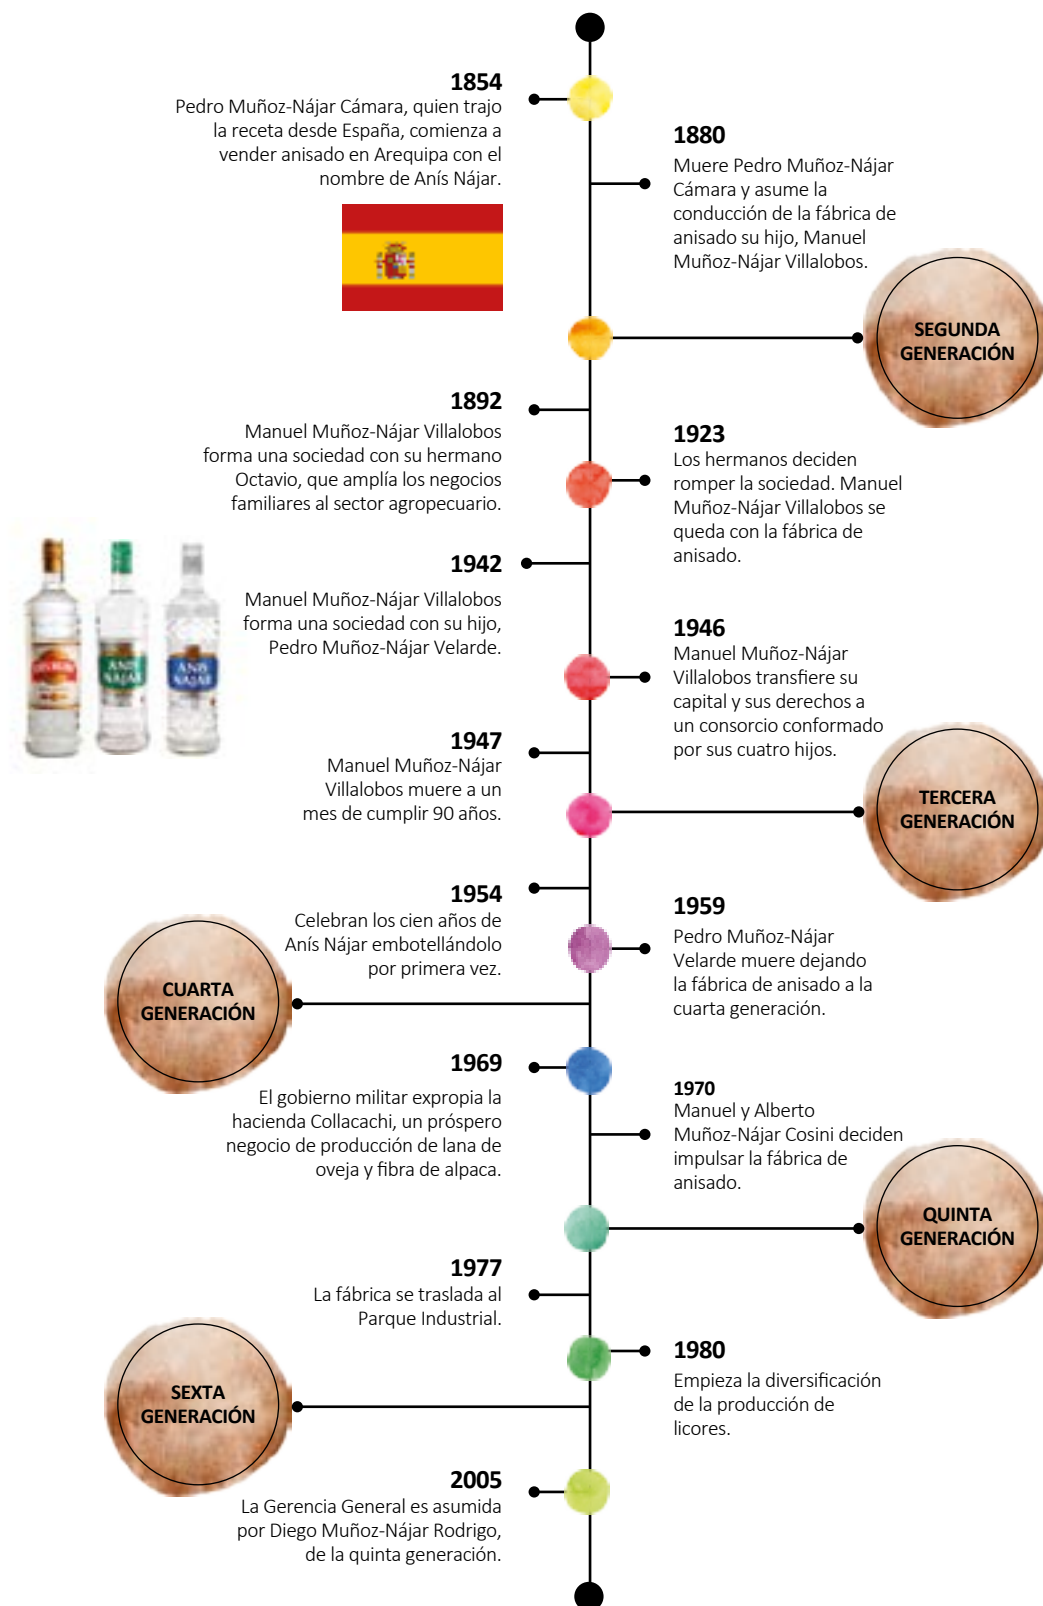 1854
Pedro Muñoz-Nájar Cámara, quien trajo
la receta desde España, comienza a
vender anisado en Arequipa con el
nombre de Anís Nájar.
1880
Muere Pedro Muñoz-Nájar
Cámara y asume la
conducción de la fábrica de
anisado su hijo, Manuel
Muñoz-Nájar Villalobos.
SEGUNDA
GENERACIÓN
1892
Manuel Muñoz-Nájar Villalobos
forma una sociedad con su hermano
Octavio, que amplía los negocios
familiares al sector agropecuario.
1923
Los hermanos deciden
romper la sociedad. Manuel
Muñoz-Nájar Villalobos se
queda con la fábrica de
anisado.
1942
Manuel Muñoz-Nájar Villalobos
forma una sociedad con su hijo,
Pedro Muñoz-Nájar Velarde.
ANIS
NAJAR
ANIS
NAJAR
1946
Manuel Muñoz-Nájar
Villalobos transfiere su
capital y sus derechos a
un consorcio conformado
por sus cuatro hijos.
1947
Manuel Muñoz-Nájar
Villalobos muere a un
mes de cumplir 90 años.
TERCERA
GENERACIÓN
1954
Celebran los cien años de
Anís Nájar embotellándolo
por primera vez.
1959
Pedro Muñoz-Nájar
Velarde muere dejando
la fábrica de anisado a la
cuarta generación.
CUARTA
GENERACIÓN
1969
El gobierno militar expropia la
hacienda Collacachi, un próspero
negocio de producción de lana de
oveja y fibra de alpaca.
1970
Manuel y Alberto
Muñoz-Nájar Cosini deciden
impulsar la fábrica de
anisado.
QUINTA
GENERACIÓN
1977
La fábrica se traslada al
Parque Industrial.
1980
Empieza la diversificación
de la producción de
licores.
SEXTA
GENERACIÓN
2005
La Gerencia General es asumida
por Diego Muñoz-Nájar Rodrigo,
de la quinta generación.